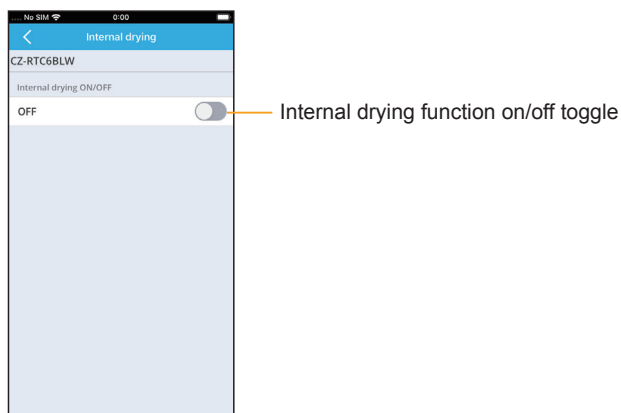 ..... No SIM 0:00
Internal drying
CZ-RTC6BLW
Internal drying ON/OFF
OFF
Internal drying function on/off toggle